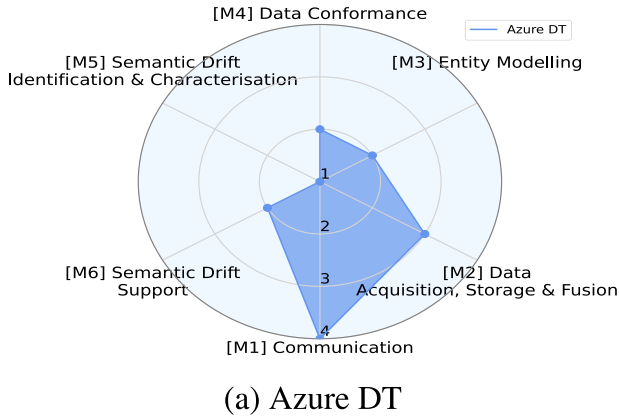 [M4] Data Conformance
Azure DT
[M5] Semantic Drift
Identification & Characterisation
[M3] Entity Modelling
1
2
[M6] Semantic Drift
Support
[M2] Data
Acquisition, Storage & Fusion
3
4
[M1] Communication
(a) Azure DT